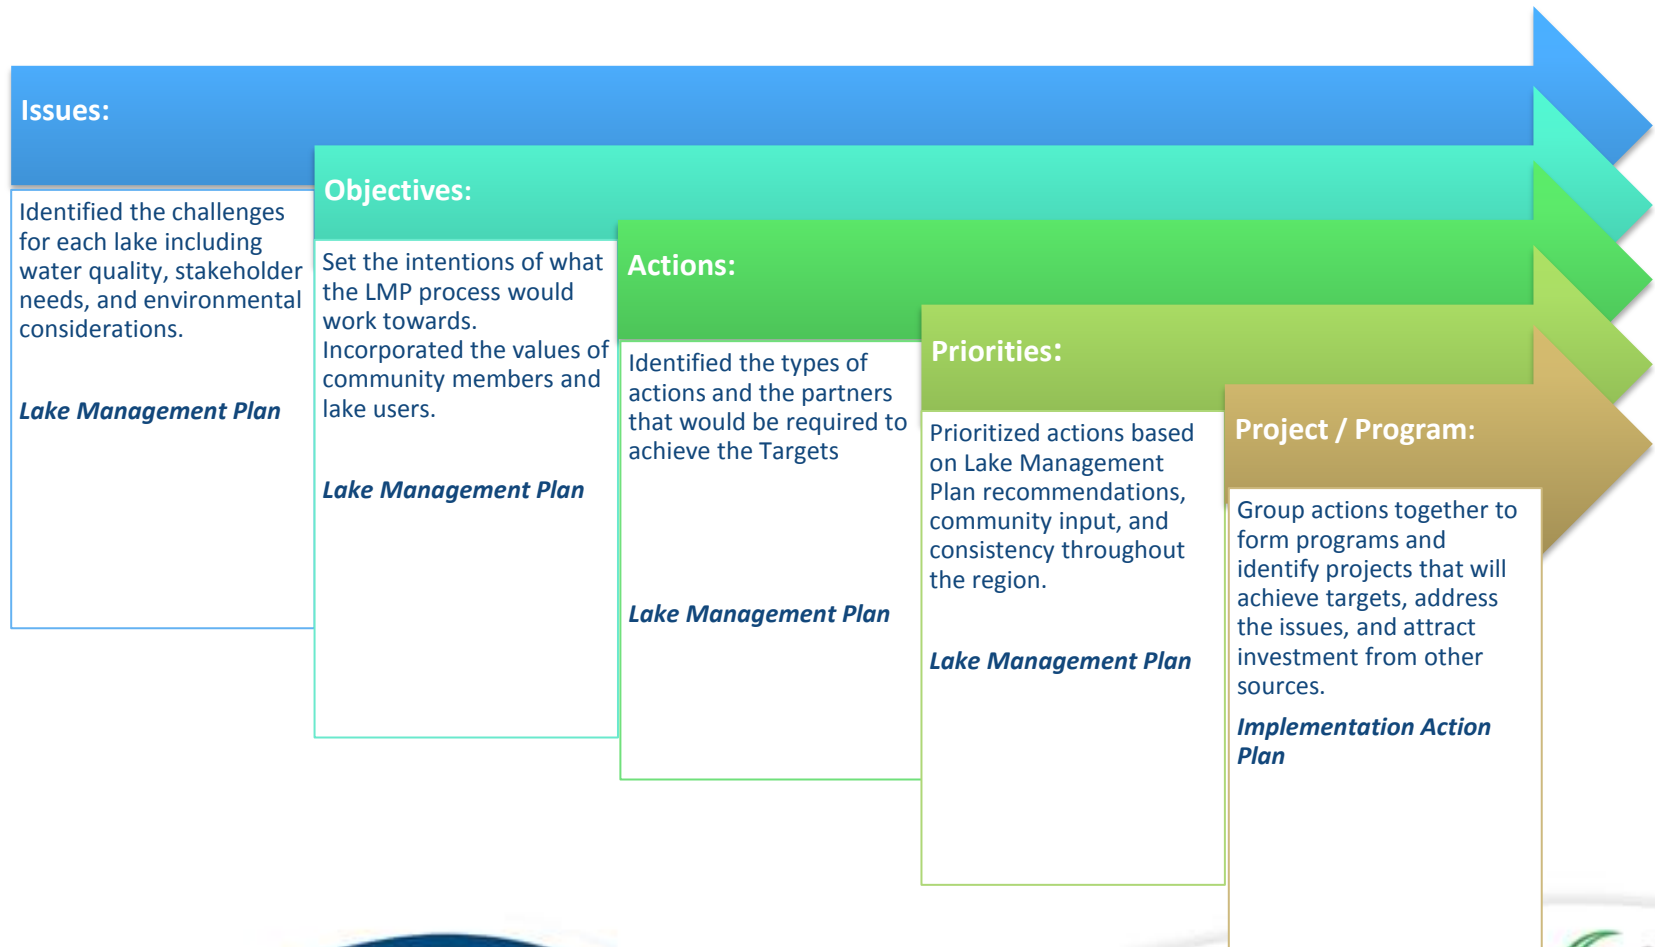 Issues:
Identified the challenges
for each lake including
water quality, stakeholder
needs, and environmental
considerations.
Lake Management Plan
Objectives:
Set the intentions of what
the LMP process would
work towards.
Incorporated the values of
community members and
lake users.
Lake Management Plan
Actions:
Identified the types of
actions and the partners
that would be required to
achieve the Targets
Lake Management Plan
Priorities:
Prioritized actions based
on Lake Management
Plan recommendations,
community input, and
consistency throughout
the region.
Lake Management Plan
Project / Program:
Group actions together to
form programs and
identify projects that will
achieve targets, address
the issues, and attract
investment from other
sources.
Implementation Action
Plan